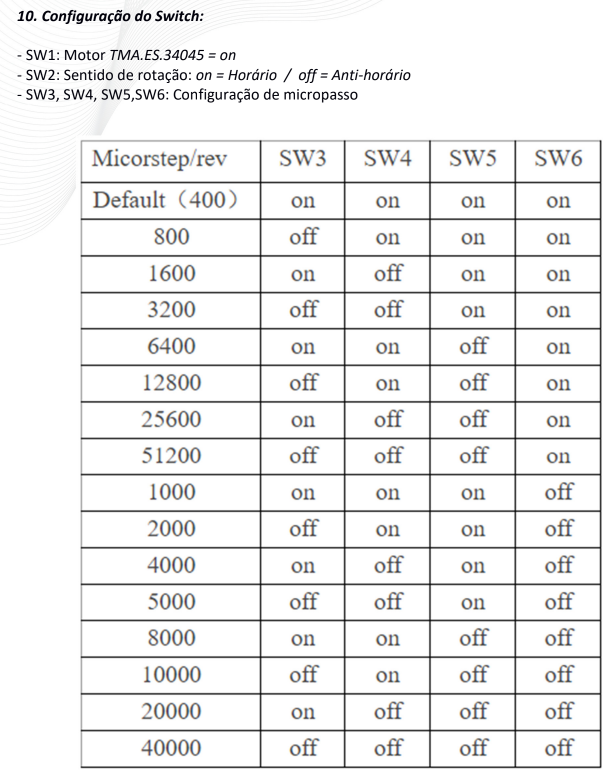 10. Configuração do Switch:
- SW1: Motor TMA.ES.34045 = on
- SW2: Sentido de rotação: on = Horário / off = Anti-horário
- SW3, SW4, SW5,SW6: Configuração de micropasso
Micorstep/rev SW3 SW4 SW5 SW6
Default（400） on on on on
800 off on on on
1600 on off on on
3200 off off on on
6400 on on off on
12800 off on off on
25600 on off off on
51200 off off off on
1000 on on on off
2000 off on on off
4000 on off on off
5000 off off on off
8000 on on off off
10000 off on off off
20000 on off off off
40000 off off off off